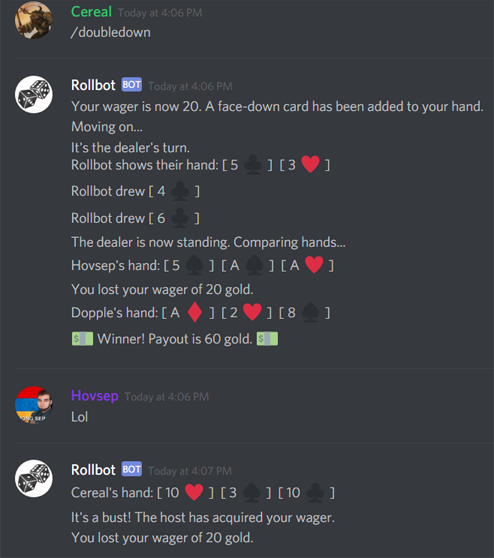 Cereal Today at 4:06 PM
/doubledown
Rollbot BOT Today at 4:06 PM
Your wager is now 20. A face-down card has been added to your hand.
Moving on...
It's the dealer's turn.
Rollbot shows their hand: [ 5 ♣ ] [ 3 ♥ ]
Rollbot drew [ 4 ♣ ]
Rollbot drew [ 6 ♣ ]
The dealer is now standing. Comparing hands...
Hovsep's hand: [ 5 ♠ ] [ A ♠ ] [ A ♥ ]
You lost your wager of 20 gold.
Dopple's hand: [ A ♦ ] [ 2 ♥ ] [ 8 ♠ ]
💵 Winner! Payout is 60 gold. 💵
Hovsep Today at 4:06 PM
Lol
Rollbot BOT Today at 4:07 PM
Cereal's hand: [ 10 ♥ ] [ 3 ♠ ] [ 10 ♣ ]
It's a bust! The host has acquired your wager.
You lost your wager of 20 gold.